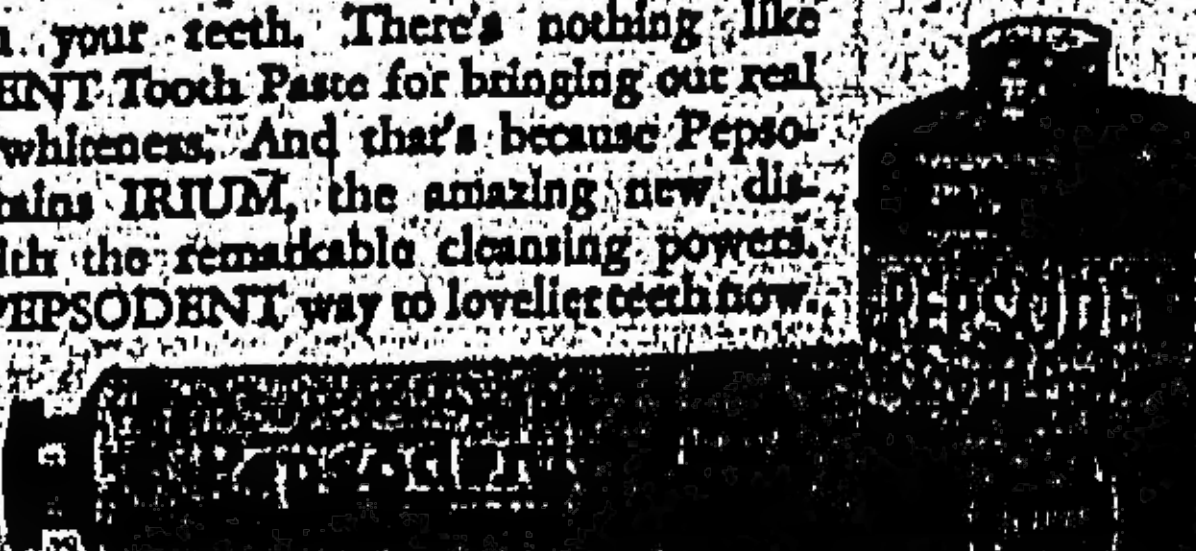 your teeth. There's nothing like
ENT Tooth Paste for bringing out real
whiteness. And that's because Pepso-
tains IRIUM, the amazing new dis-
ith the remarkable cleansing powers.
PEPSODENT way to lovelier teeth now.
PEPSODE
Pepsodent